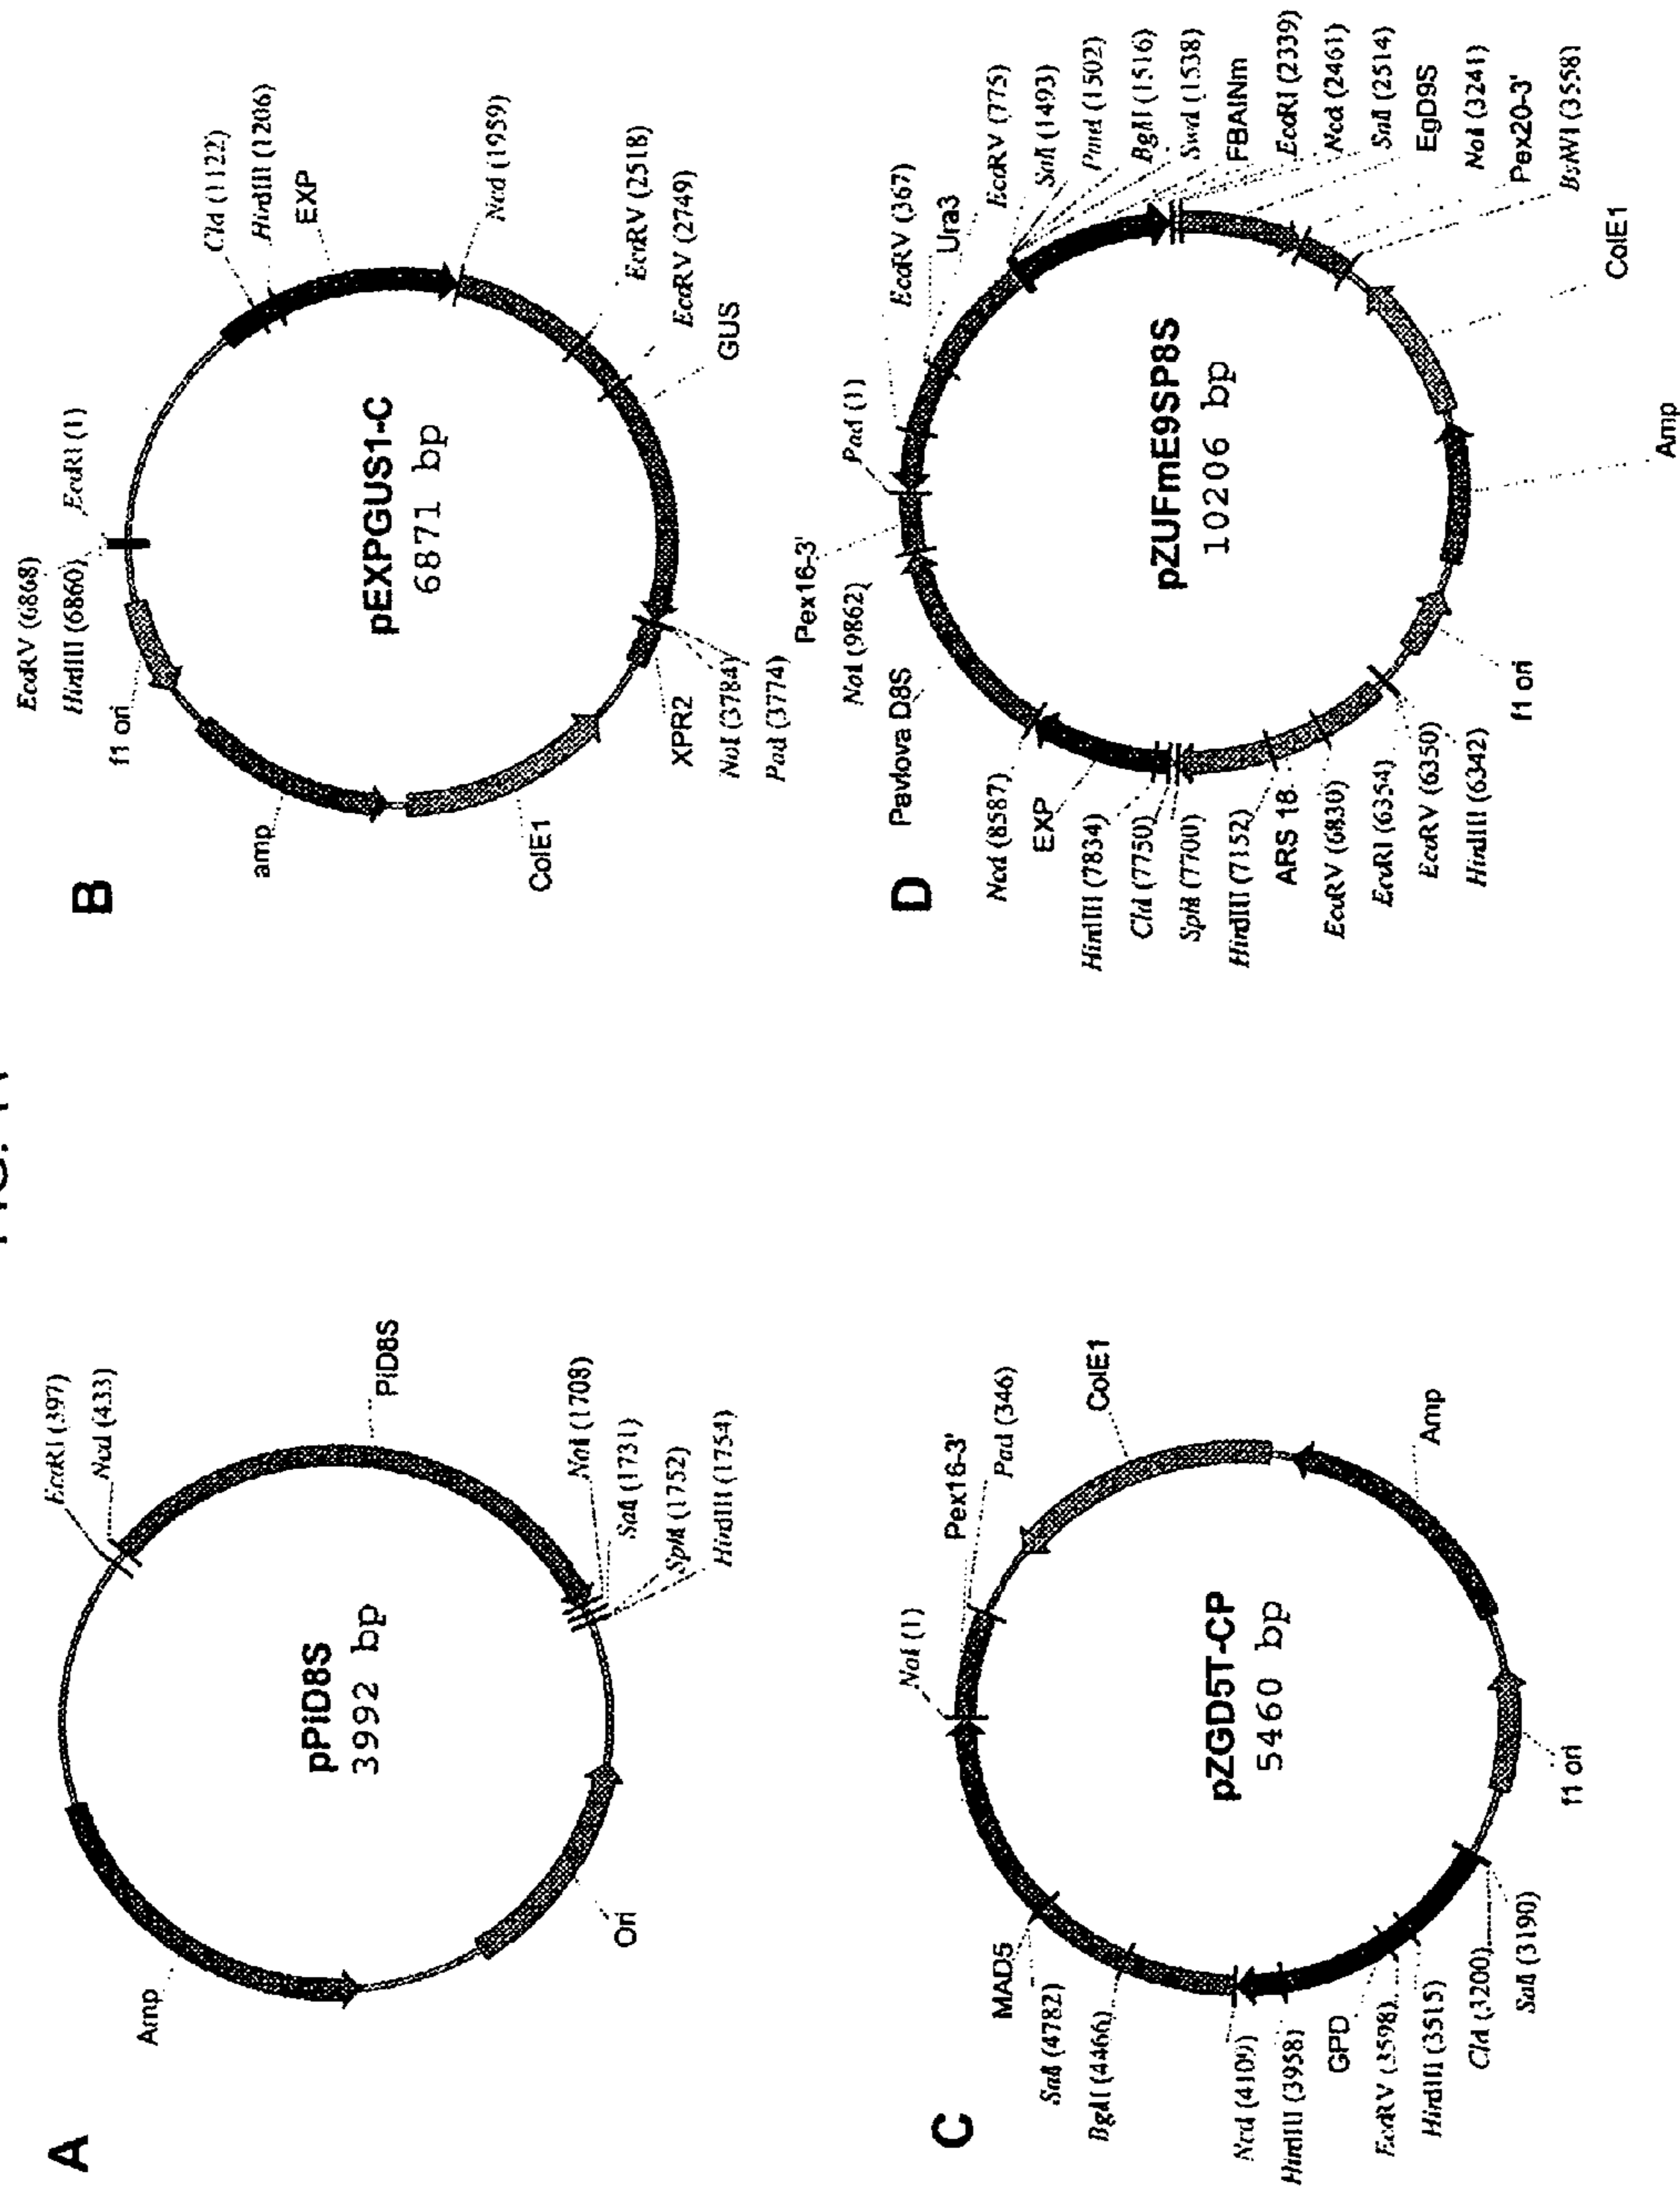 A
EcoRI (397)
NcoI (433)
PiD8S
NotI (1708)
SalI (1731)
SphI (1752)
HindIII (1754)
Ori
Amp
pPiD8S
3992 bp
B
EcoRV (6868)
HindIII (6860)
EcoRI (1)
ClaI (1122)
HindIII (1206)
EXP
NcoI (1959)
EcoRV (2518)
EcoRV (2749)
GUS
PacI (3774)
NotI (3784)
XPR2
ColE1
amp
f1 ori
pEXPGUS1-C
6871 bp
C
NotI (1)
Pex16-3'
PacI (346)
ColE1
Amp
f1 ori
SalI (3190)
ClaI (3200)
HindIII (3515)
EcoRV (3598)
GPD
HindIII (3958)
NcoI (4109)
BglII (4466)
SalI (4782)
MAD5
pZGD5T-CP
5460 bp
D
Pex16-3'
PacI (1)
EcoRV (367)
Ura3
EcoRV (775)
SalI (1493)
PmeI (1502)
BglII (1516)
SwaI (1538)
FBAINm
EcoRI (2339)
NcoI (2461)
SalI (2514)
EgD9S
NotI (3241)
Pex20-3'
BsiWI (3558)
ColE1
Amp
f1 ori
HindIII (6342)
EcoRV (6350)
EcoRI (6354)
EcoRV (6830)
ARS 18
HindIII (7152)
SphI (7700)
ClaI (7750)
HindIII (7834)
EXP
NcoI (8587)
Pavlova D8S
NotI (9862)
pZUFmE9SP8S
10206 bp